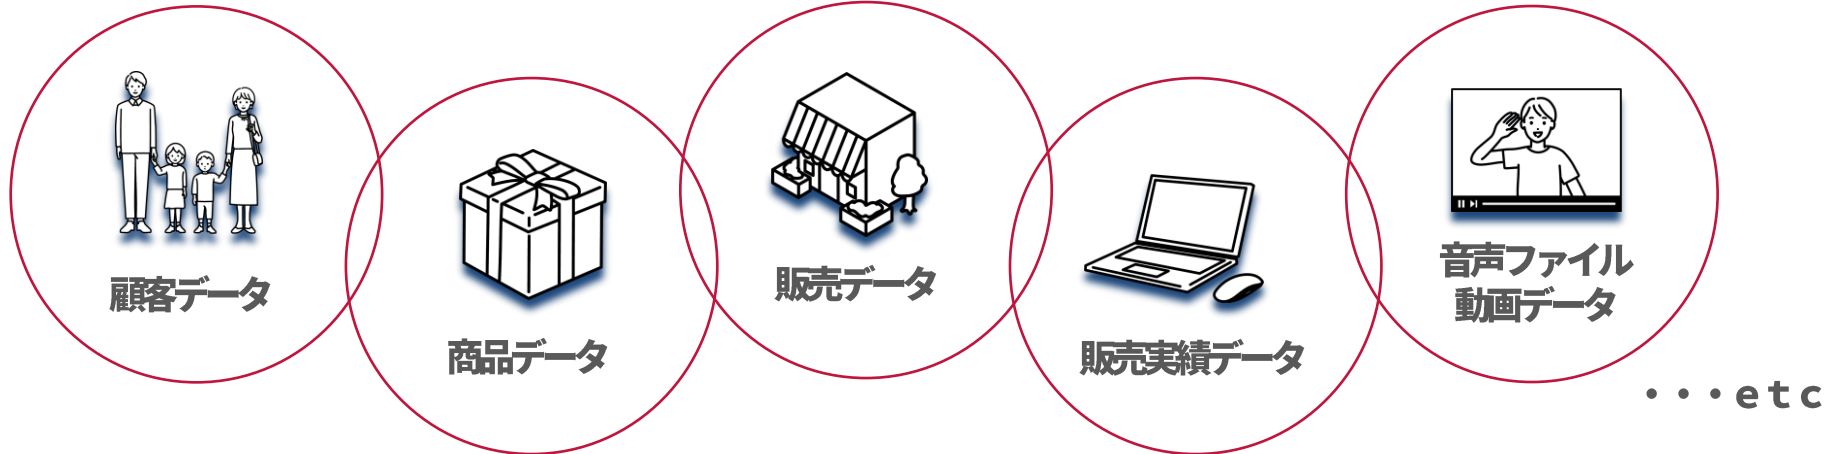 顧客データ
商品データ
販売データ
販売実績データ
音声ファイル
動画データ
・・・etc